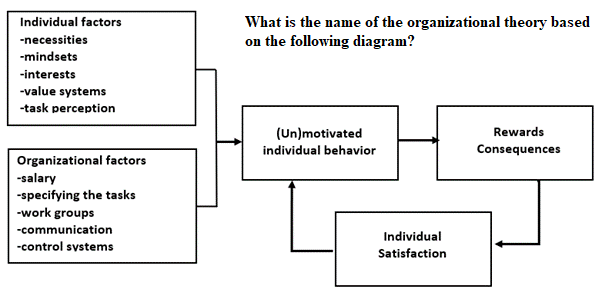 What is the name of the organizational theory based
on the following diagram?
Individual factors
-necessities
-mindsets
-interests
-value systems
-task perception
Organizational factors
-salary
-specifying the tasks
-work groups
-communication
-control systems
(Un)motivated
individual behavior
Rewards
Consequences
Individual
Satisfaction